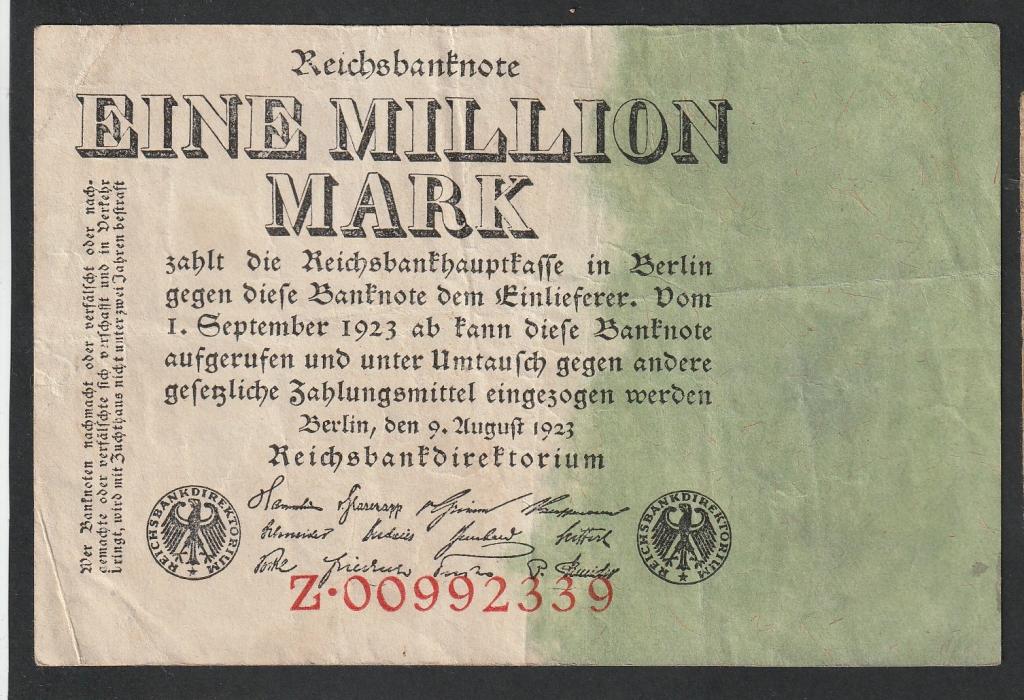 Reichsbanknote
EINE MILLION
MARK
zahlt die Reichsbankhauptkasse in Berlin
gegen diese Banknote dem Einlieferer. Vom
1. September 1923 ab kann diese Banknote
aufgerufen und unter Umtausch gegen andere
gesetzliche Zahlungsmittel eingezogen werden
Berlin, den 9. August 1923
Reichsbankdirektorium
Wer Banknoten nachmacht oder verfälscht oder nach-
gemachte oder verfälschte sich verschafft und in Verkehr
bringt, wird mit Zuchthaus nicht unter zwei Jahren bestraft
REICHSBANKDIREKTORIUM
REICHSBANKDIREKTORIUM
v. Grimm Kauffmann
Schneider
Z·00992339